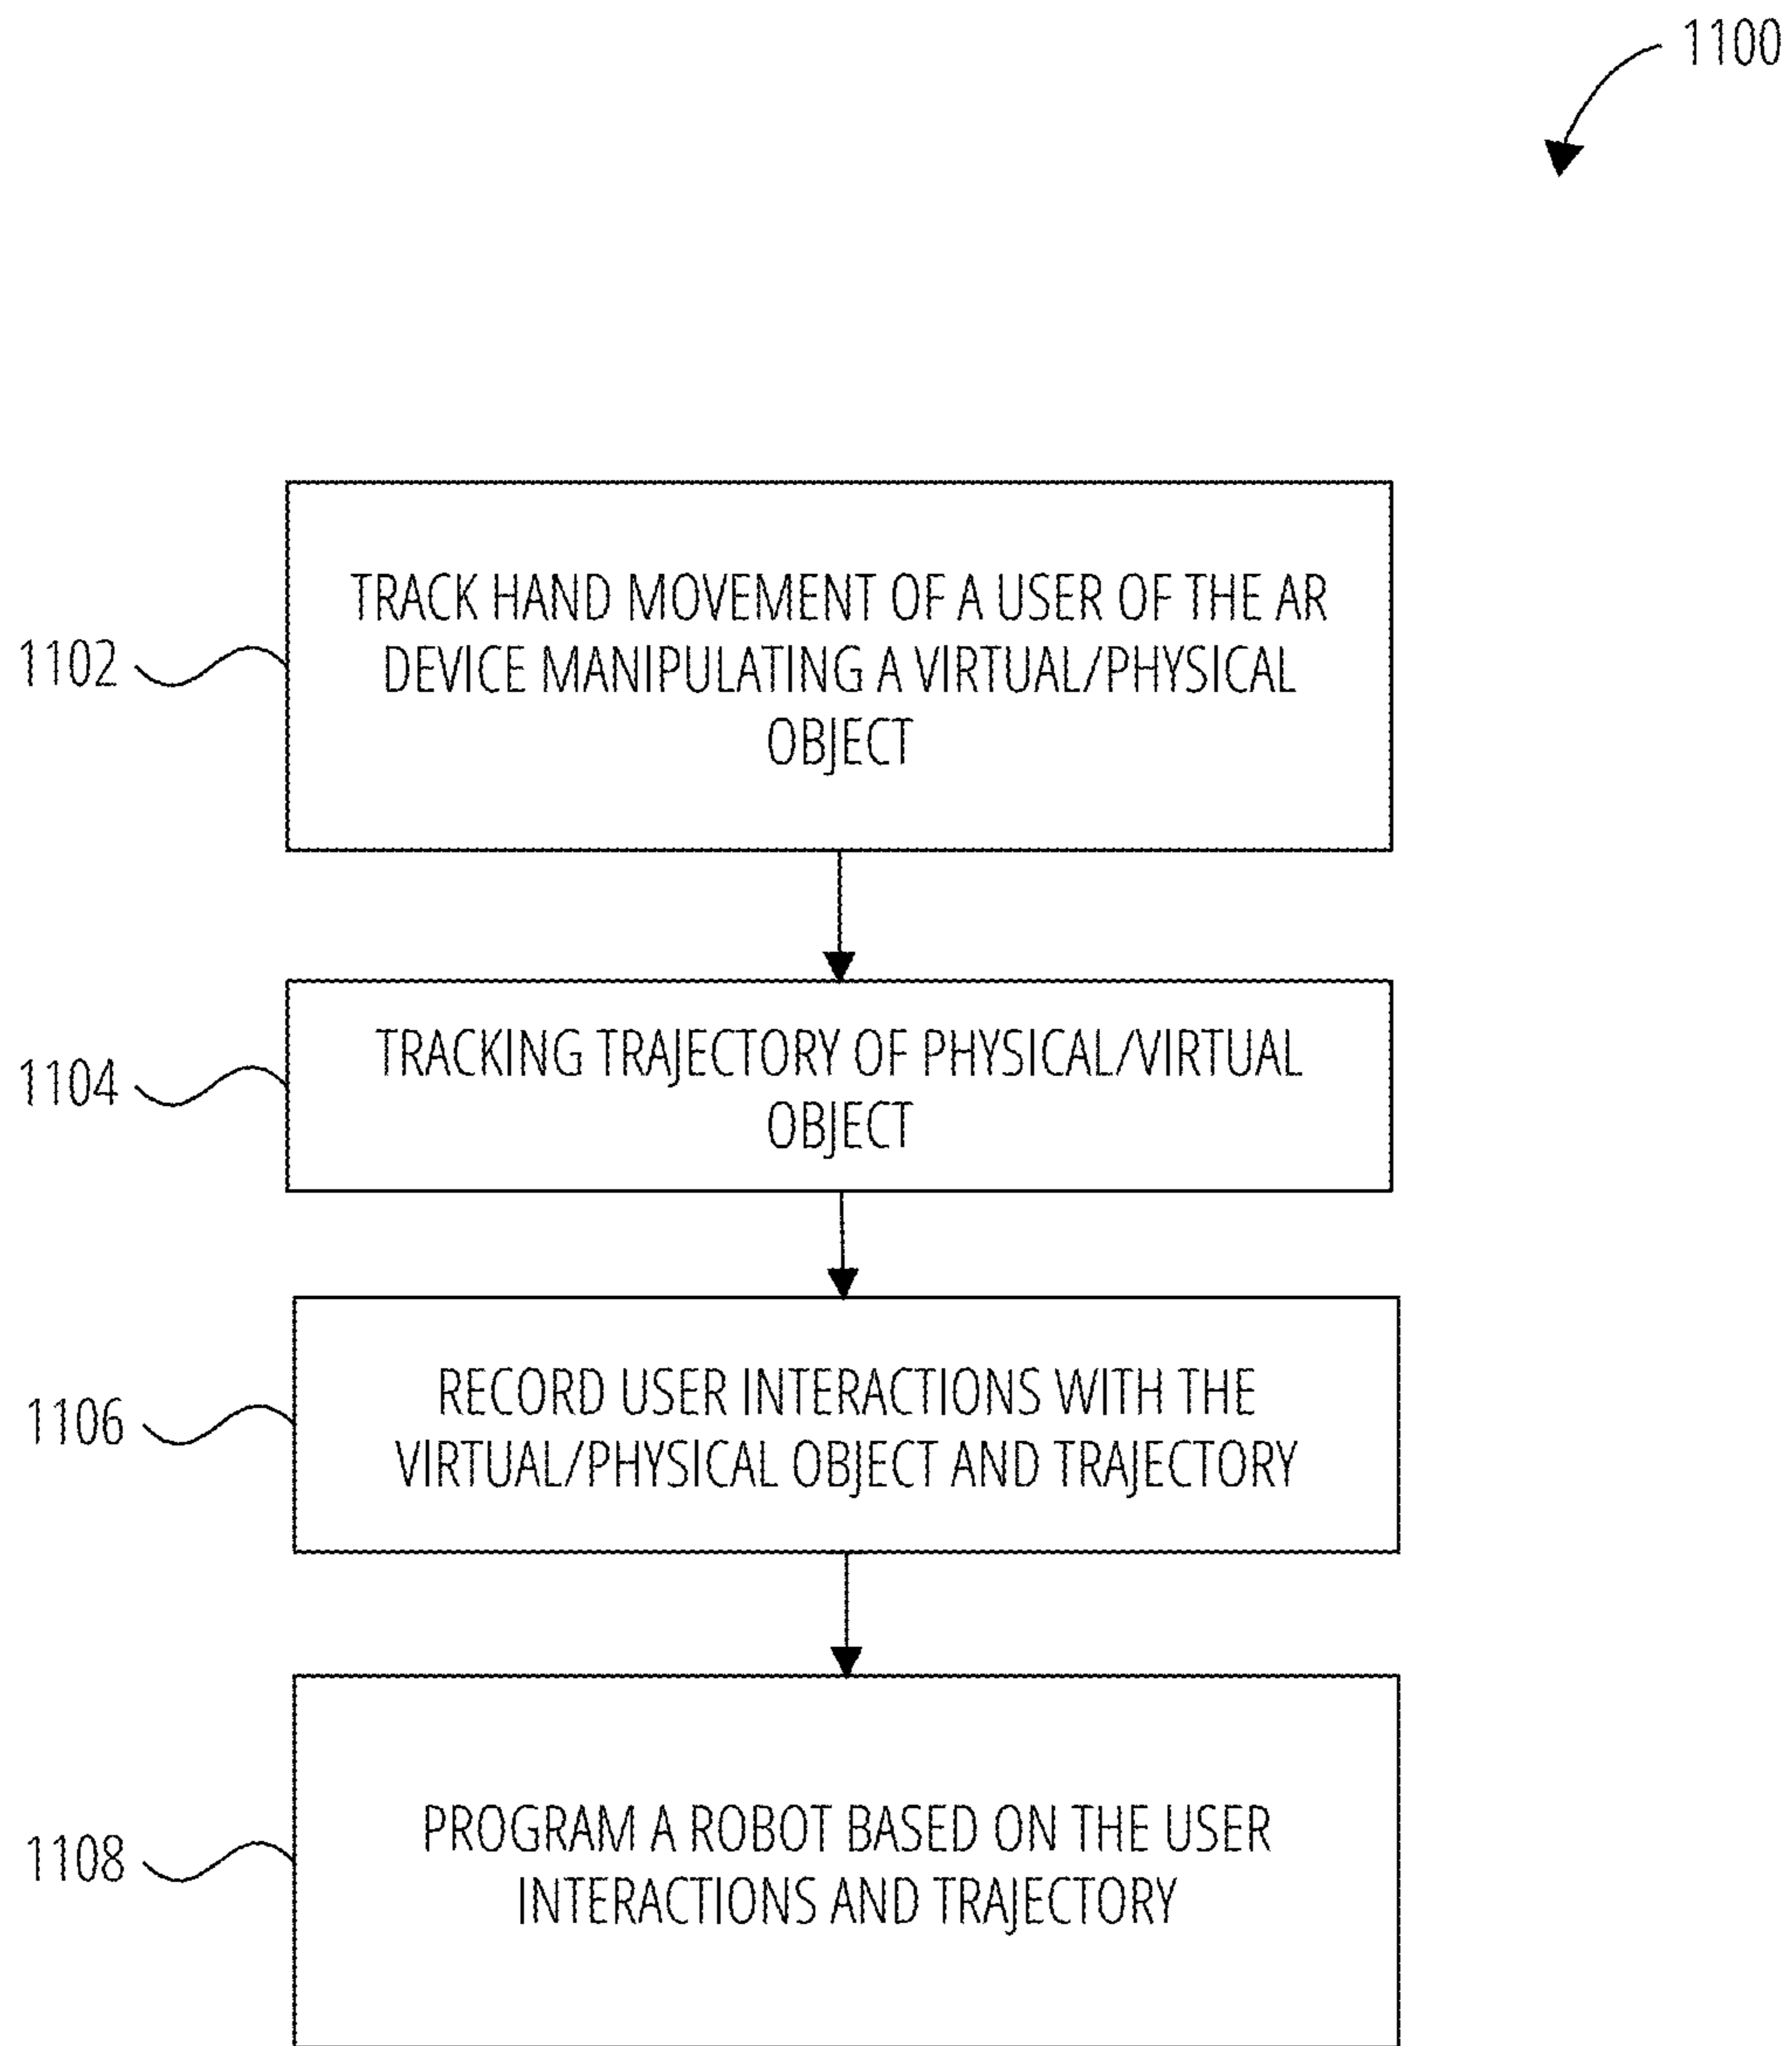 1100
1102
TRACK HAND MOVEMENT OF A USER OF THE AR
DEVICE MANIPULATING A VIRTUAL/PHYSICAL
OBJECT
1104
TRACKING TRAJECTORY OF PHYSICAL/VIRTUAL
OBJECT
1106
RECORD USER INTERACTIONS WITH THE
VIRTUAL/PHYSICAL OBJECT AND TRAJECTORY
1108
PROGRAM A ROBOT BASED ON THE USER
INTERACTIONS AND TRAJECTORY